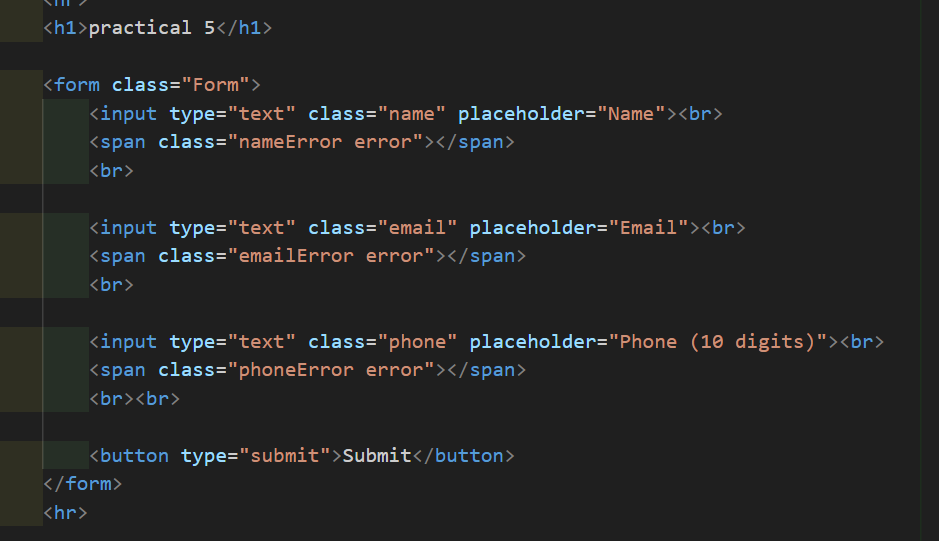 <hr>
<h1>practical 5</h1>
<form class="Form">
<input type="text" class="name" placeholder="Name"><br>
<span class="nameError error"></span>
<br>
<input type="text" class="email" placeholder="Email"><br>
<span class="emailError error"></span>
<br>
<input type="text" class="phone" placeholder="Phone (10 digits)"><br>
<span class="phoneError error"></span>
<br><br>
<button type="submit">Submit</button>
</form>
<hr>